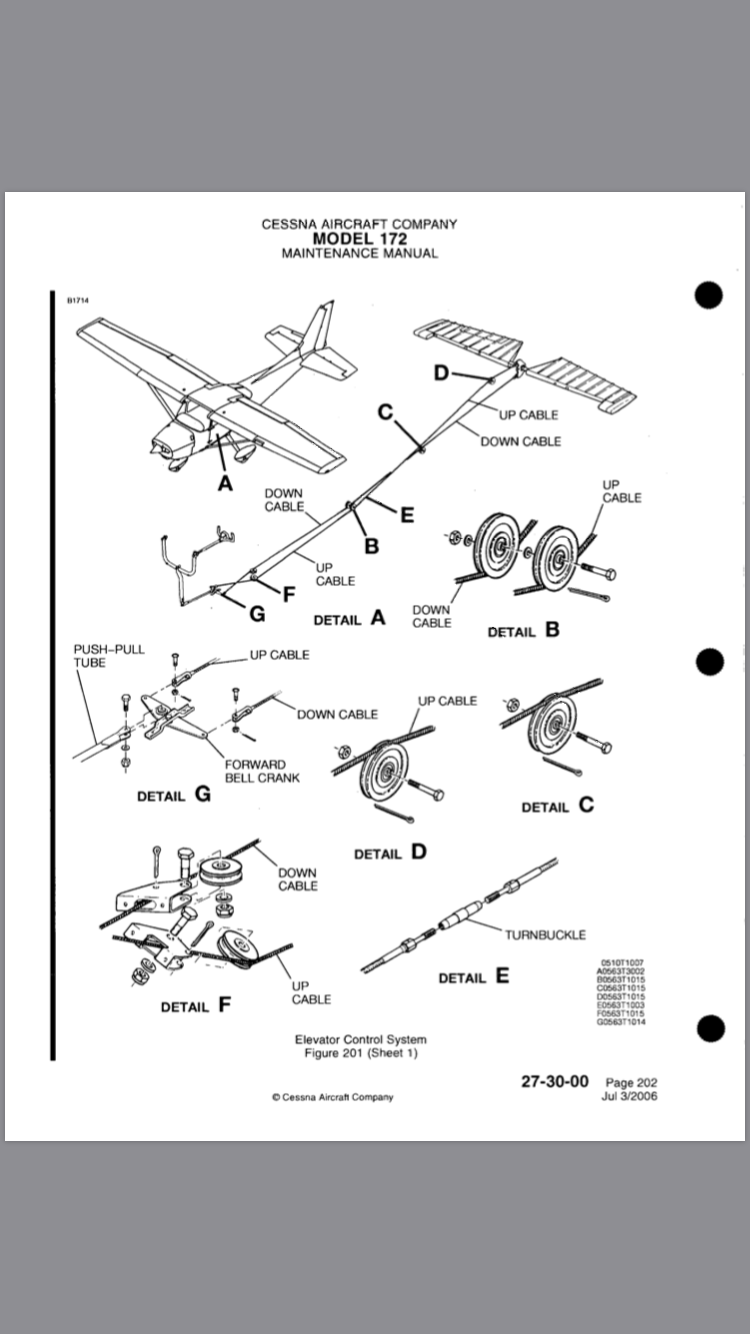 CESSNA AIRCRAFT COMPANY
MODEL 172
MAINTENANCE MANUAL
B1714
A
D
C
UP CABLE
DOWN CABLE
DOWN
CABLE
E
B
UP
CABLE
F
G
DETAIL A
UP
CABLE
DOWN
CABLE
DETAIL B
PUSH-PULL
TUBE
UP CABLE
DOWN CABLE
FORWARD
BELL CRANK
DETAIL G
UP CABLE
DETAIL D
DETAIL C
DOWN
CABLE
UP
CABLE
DETAIL F
TURNBUCKLE
DETAIL E
0510T1007
A0563T3002
B0563T1015
C0563T1015
D0563T1015
E0563T1003
F0563T1015
G0563T1014
Elevator Control System
Figure 201 (Sheet 1)
27-30-00 Page 202
Jul 3/2006
© Cessna Aircraft Company